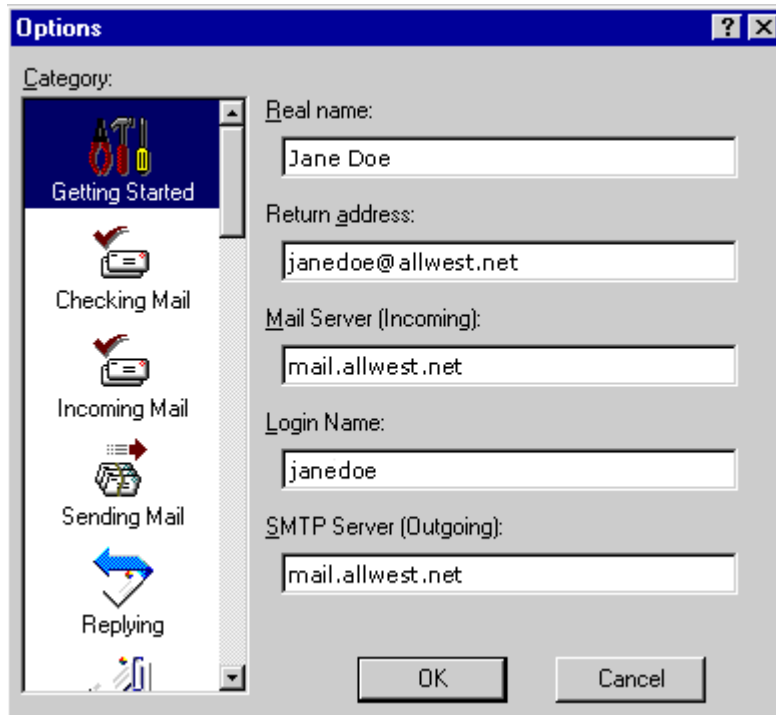 Options
Category:
Getting Started
Checking Mail
Incoming Mail
Sending Mail
Replying
Real name:
Jane Doe
Return address:
janedoe@allwest.net
Mail Server (Incoming):
mail.allwest.net
Login Name:
janedoe
SMTP Server (Outgoing):
mail.allwest.net
OK
Cancel